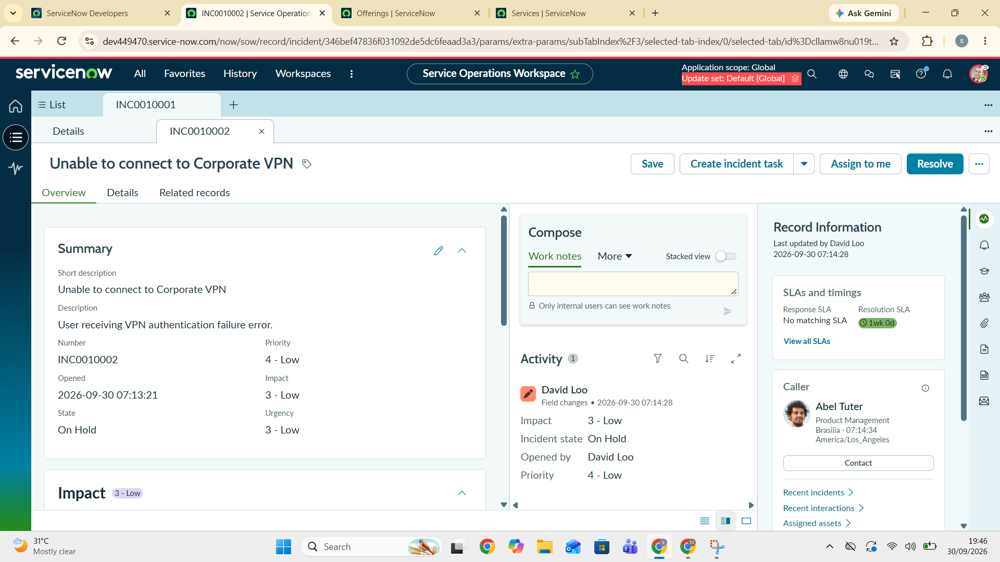 ServiceNow Developers
INC0010002 | Service Operation
Offerings | ServiceNow
Services | ServiceNow
Ask Gemini
dev449470.service-now.com/now/sow/record/incident/346bef47836f031092de5dc6feaad3a3/params/extra-params/subTabIndex%2F3/selected-tab-index/0/selected-tab/id%3Dcllamw8nu019t...
S
servicenow
All
Favorites
History
Workspaces
Service Operations Workspace
Application scope: Global
Update set: Default [Global]
List
INC0010001
Details
INC0010002
Unable to connect to Corporate VPN
Save
Create incident task
Assign to me
Resolve
Overview
Details
Related records
Summary
Short description
Unable to connect to Corporate VPN
Description
User receiving VPN authentication failure error.
Number
Priority
INC0010002
4 - Low
Opened
Impact
2026-09-30 07:13:21
3 - Low
State
Urgency
On Hold
3 - Low
Impact 3 - Low
Compose
Work notes
More
Stacked view
Only internal users can see work notes
Activity 1
David Loo
Field changes • 2026-09-30 07:14:28
Impact 3 - Low
Incident state On Hold
Opened by David Loo
Priority 4 - Low
Record Information
Last updated by David Loo
2026-09-30 07:14:28
SLAs and timings
Response SLA
Resolution SLA
No matching SLA
1wk 0d
View all SLAs
Caller
Abel Tuter
Product Management
Brasilia · 07:14:34
America/Los_Angeles
Contact
Recent incidents
Recent interactions
Assigned assets
31°C
Mostly clear
Search
53
19:46
30/09/2026